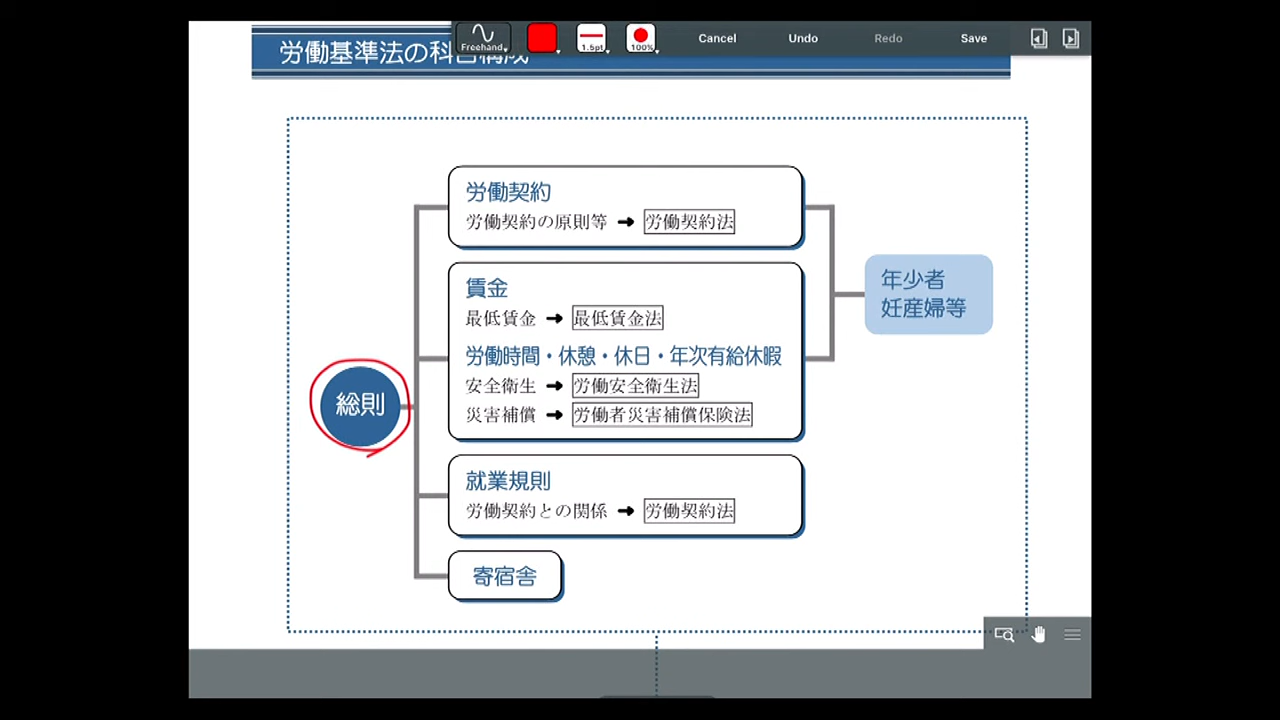 労働基準法の科目構成
Freehand
1.5pt
100%
Cancel
Undo
Redo
Save
労働契約
労働契約の原則等 → 労働契約法
賃金
最低賃金 → 最低賃金法
労働時間・休憩・休日・年次有給休暇
安全衛生 → 労働安全衛生法
災害補償 → 労働者災害補償保険法
就業規則
労働契約との関係 → 労働契約法
寄宿舎
総則
年少者
妊産婦等